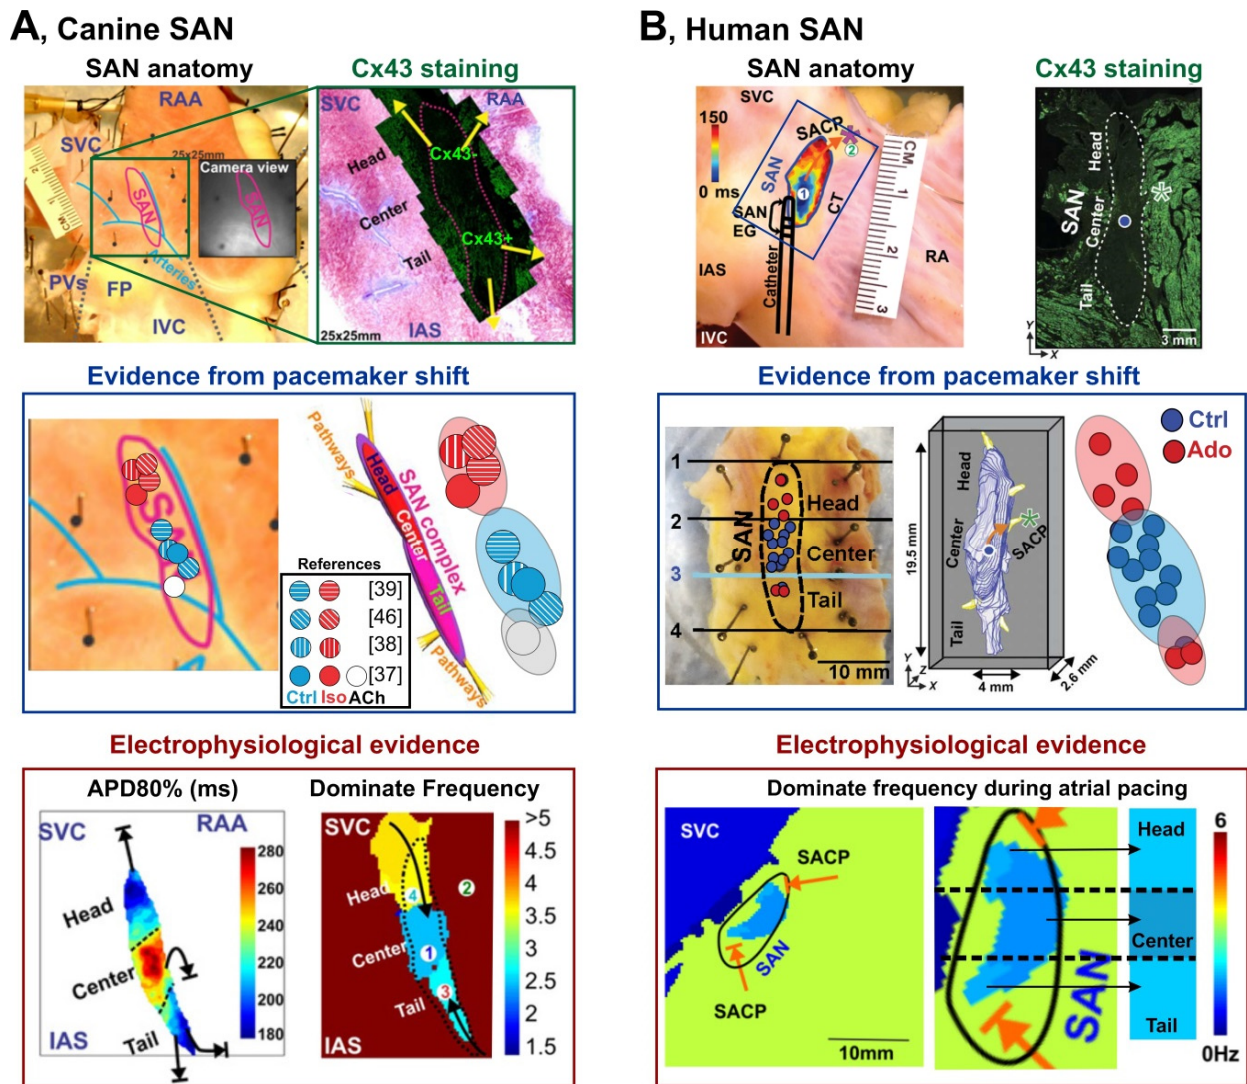 A, Canine SAN
SAN anatomy
Cx43 staining
RAA
SVC
25x25mm
Camera view
SAN
SAN
CM
1
2
Arteries
PVs
FP
IVC
SVC
RAA
Head
Cx43-
Center
Cx43+
Tail
IAS
25x25mm
Evidence from pacemaker shift
SAN
Pathways
Head
Center
Tail
SAN complex
Pathways
References
[39]
[46]
[38]
[37]
Ctrl Iso ACh
Electrophysiological evidence
APD80% (ms)
SVC
RAA
Head
Center
Tail
IAS
280
260
240
220
200
180
Dominate Frequency
SVC
Head
Center
Tail
IAS
1
2
3
4
>5
4.5
4
3.5
3
2.5
2
1.5
B, Human SAN
SAN anatomy
Cx43 staining
SVC
150
0 ms
SACP
2
SAN
1
CT
SAN
EG
Catheter
IAS
IVC
RA
CM
1
2
3
SAN
Head
Center
Tail
Y
X
3 mm
Evidence from pacemaker shift
1
2
3
4
SAN
Head
Center
Tail
10 mm
Head
Center
Tail
SACP
19.5 mm
4 mm
2.6 mm
Y
Z
X
Ctrl
Ado
Electrophysiological evidence
Dominate frequency during atrial pacing
SVC
SACP
SAN
SACP
10mm
SAN
Head
Center
Tail
6
0Hz